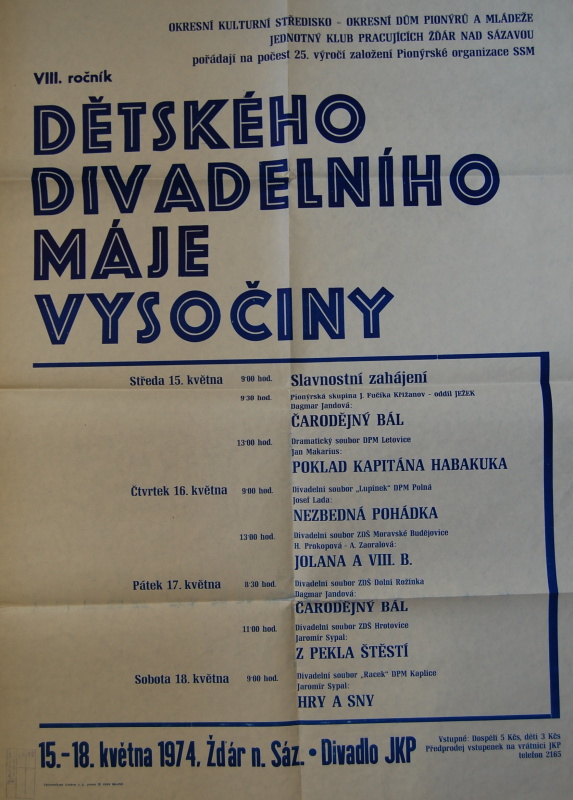 OKRESNÍ KULTURNÍ STŘEDISKO - OKRESNÍ DŮM PIONÝRŮ A MLÁDEŽE
JEDNOTNÝ KLUB PRACUJÍCÍCH ŽĎÁR NAD SÁZAVOU
pořádají na počest 25. výročí založení Pionýrské organizace SSM
VIII. ročník
DĚTSKÉHO
DIVADELNÍHO
MÁJE
VYSOČINY
Středa 15. května 9·00 hod. Slavnostní zahájení
9·30 hod. Pionýrská skupina J. Fučíka Křižanov - oddíl JEŽEK
Dagmar Jandová:
ČARODĚJNÝ BÁL
13·00 hod. Dramatický soubor DPM Letovice
Jan Makarius:
POKLAD KAPITÁNA HABAKUKA
Čtvrtek 16. května 9·00 hod. Divadelní soubor „Lupínek" DPM Polná
Josef Lada:
NEZBEDNÁ POHÁDKA
13·00 hod. Divadelní soubor ZDŠ Moravské Budějovice
H. Prokopová - A. Zaoralová:
JOLANA A VIII. B.
Pátek 17. května 8·30 hod. Divadelní soubor ZDŠ Dolní Rožínka
Dagmar Jandová:
ČARODĚJNÝ BÁL
11·00 hod. Divadelní soubor ZDŠ Hrotovice
Jaromír Sypal:
Z PEKLA ŠTĚSTÍ
Sobota 18. května 9·00 hod. Divadelní soubor „Racek" DPM Kaplice
Jaromír Sypal:
HRY A SNY
15.-18. května 1974. Žďár n. Sáz. • Divadlo JKP
Vstupné: Dospělí 5 Kčs, děti 3 Kčs
Předprodej vstupenek na vrátnici JKP
telefon 2165